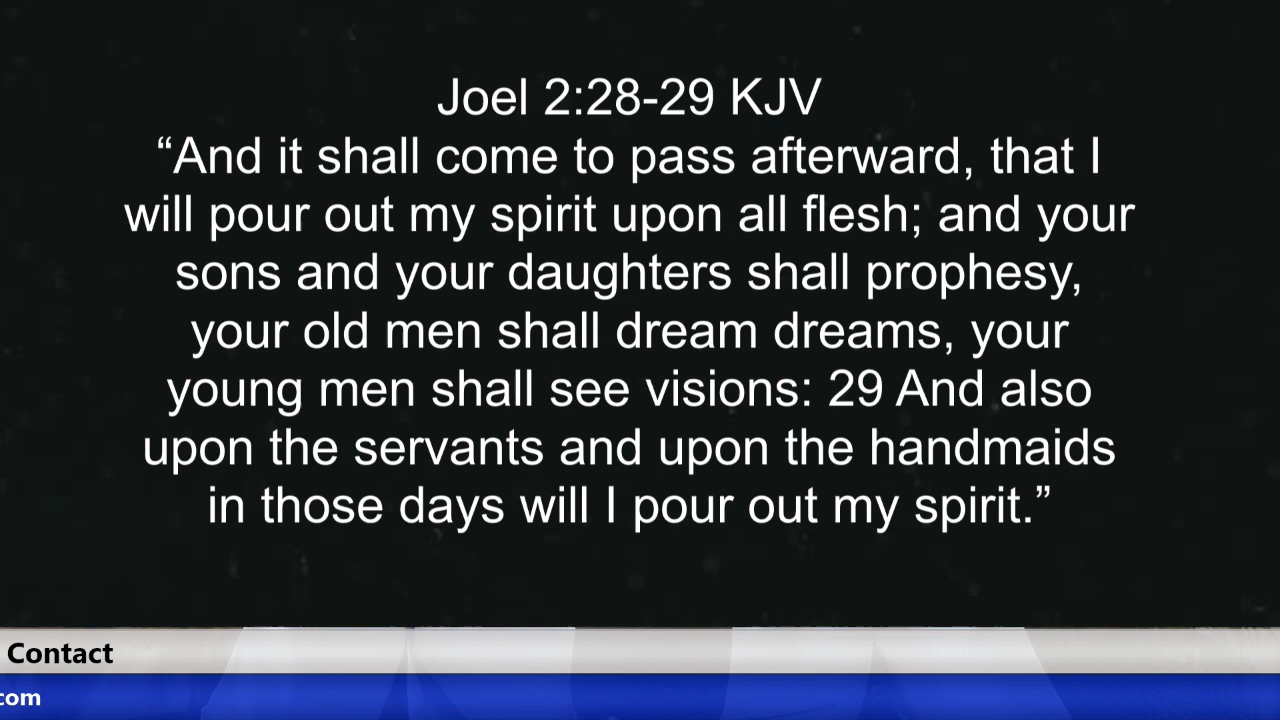 Joel 2:28-29 KJV
“And it shall come to pass afterward, that I
will pour out my spirit upon all flesh; and your
sons and your daughters shall prophesy,
your old men shall dream dreams, your
young men shall see visions: 29 And also
upon the servants and upon the handmaids
in those days will I pour out my spirit.”
Contact
com